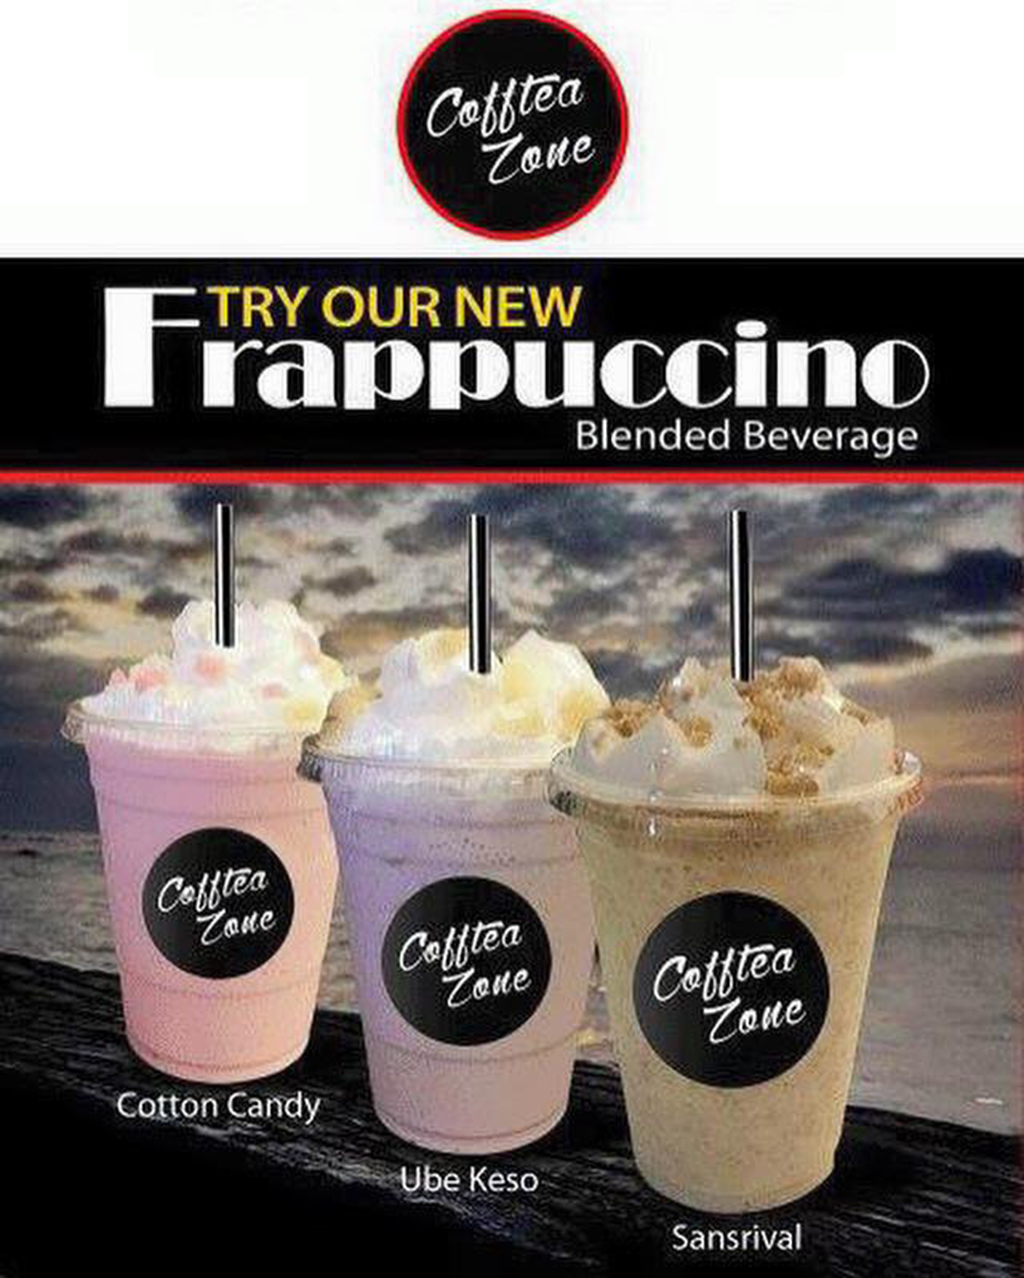 Cofftea
Zone
TRY OUR NEW
Frappuccino
Blended Beverage
Cofftea
Zone
Cofftea
Zone
Cofftea
Zone
Cotton Candy
Ube Keso
Sansrival